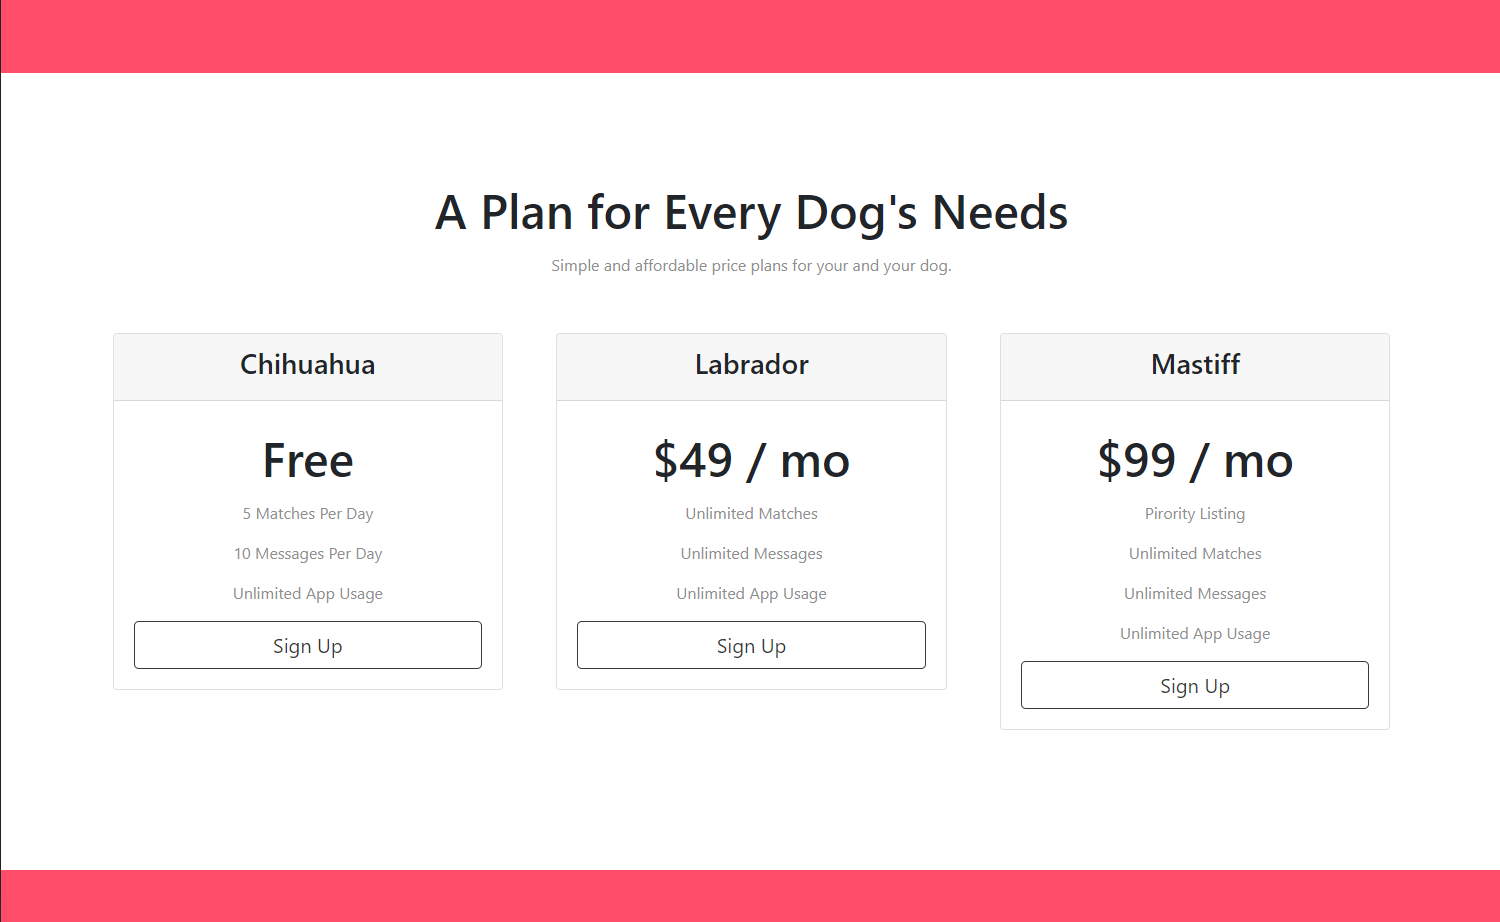 A Plan for Every Dog's Needs
Simple and affordable price plans for your and your dog.
Chihuahua
Free
5 Matches Per Day
10 Messages Per Day
Unlimited App Usage
Sign Up
Labrador
$49 / mo
Unlimited Matches
Unlimited Messages
Unlimited App Usage
Sign Up
Mastiff
$99 / mo
Pirority Listing
Unlimited Matches
Unlimited Messages
Unlimited App Usage
Sign Up